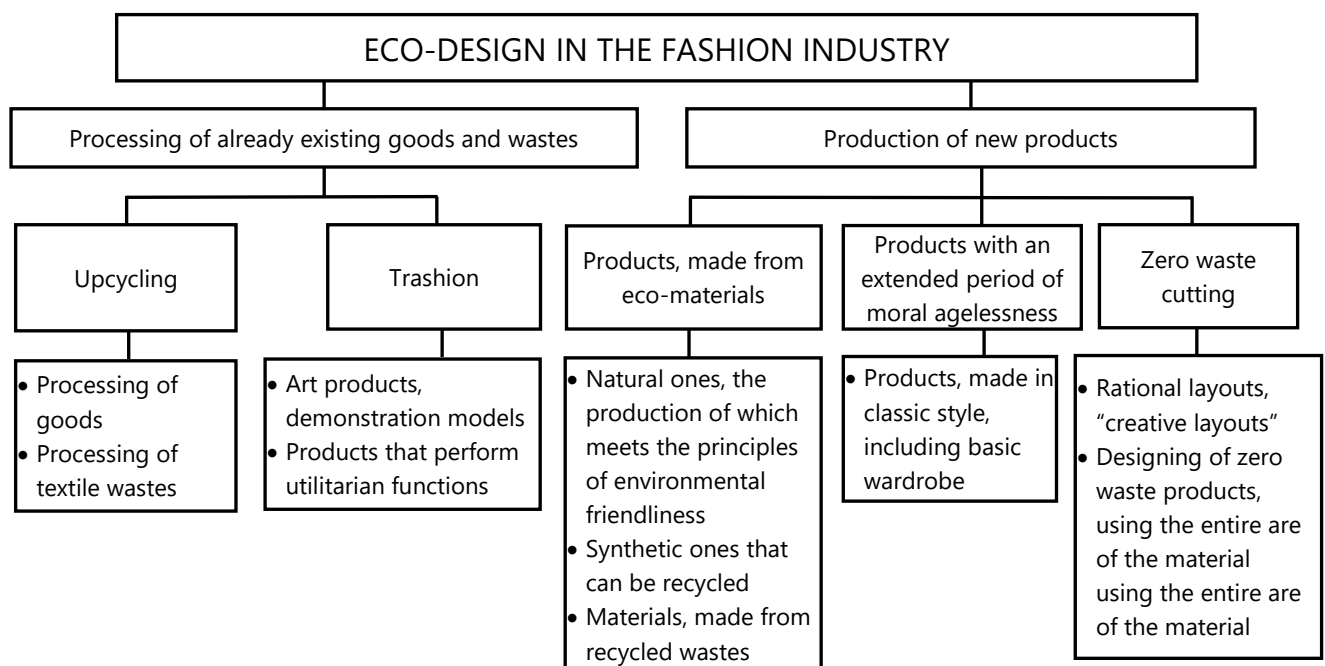 ECO-DESIGN IN THE FASHION INDUSTRY
Processing of already existing goods and wastes
Production of new products
Upcycling
Trashion
Products, made from
eco-materials
Products with an
extended period of
moral agelessness
Zero waste
cutting
• Processing of
goods
• Processing of
textile wastes
• Art products,
demonstration models
• Products that perform
utilitarian functions
• Natural ones, the
production of which
meets the principles
of environmental
friendliness
• Synthetic ones that
can be recycled
• Materials, made from
recycled wastes
• Products, made in
classic style,
including basic
wardrobe
• Rational layouts,
“creative layouts”
• Designing of zero
waste products,
using the entire are
of the material
using the entire are
of the material